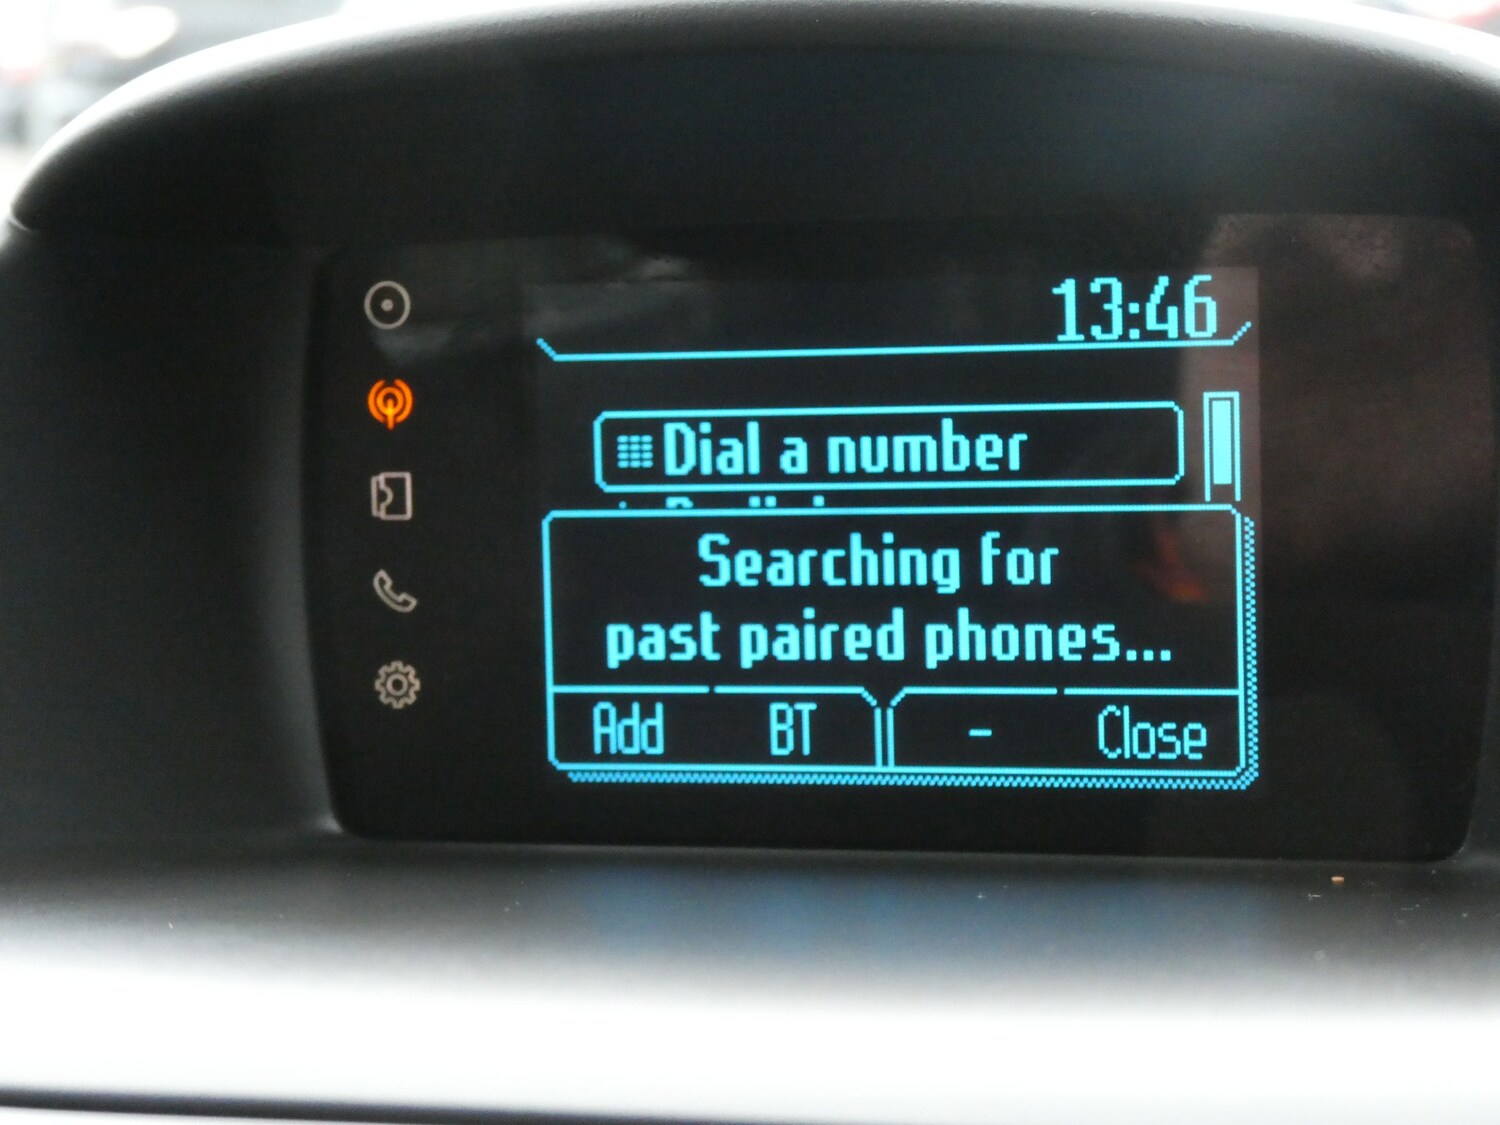 13:46
Dial a number
Searching for
past paired phones...
Add BT - Close